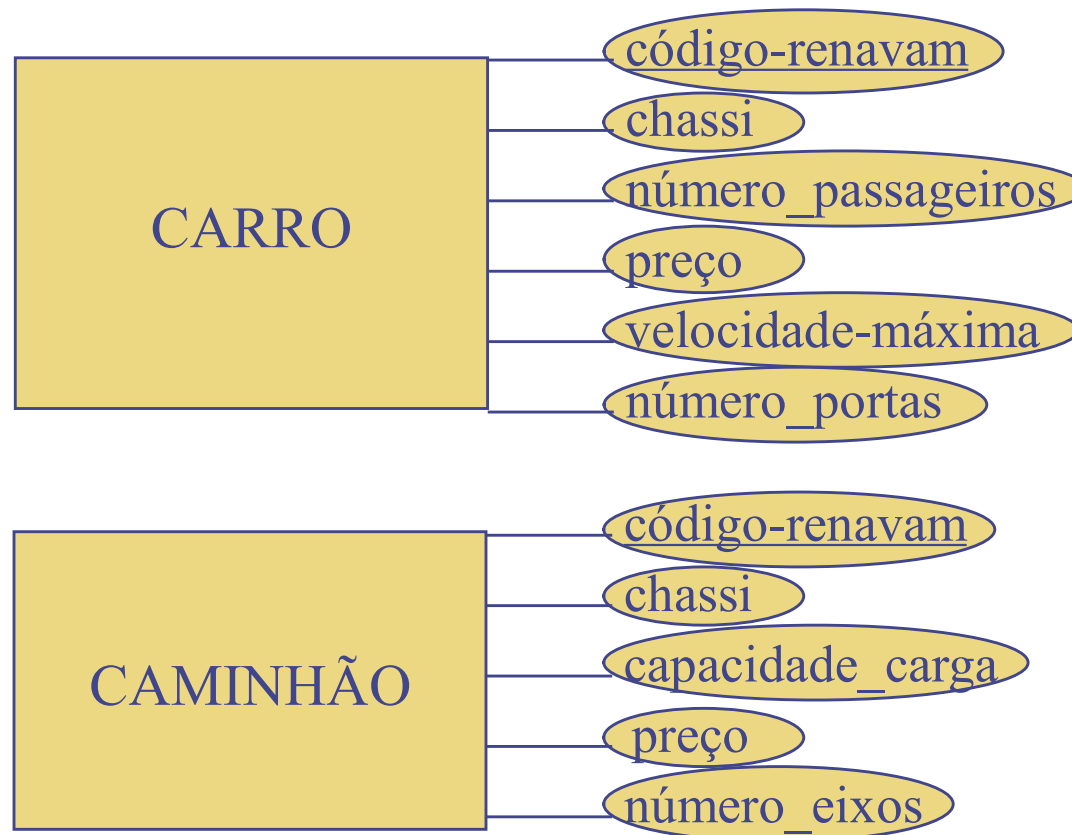 código-renavam
chassi
número_passageiros
CARRO
preço
velocidade-máxima
número_portas
código-renavam
chassi
capacidade_carga
CAMINHÃO
preço
número_eixos